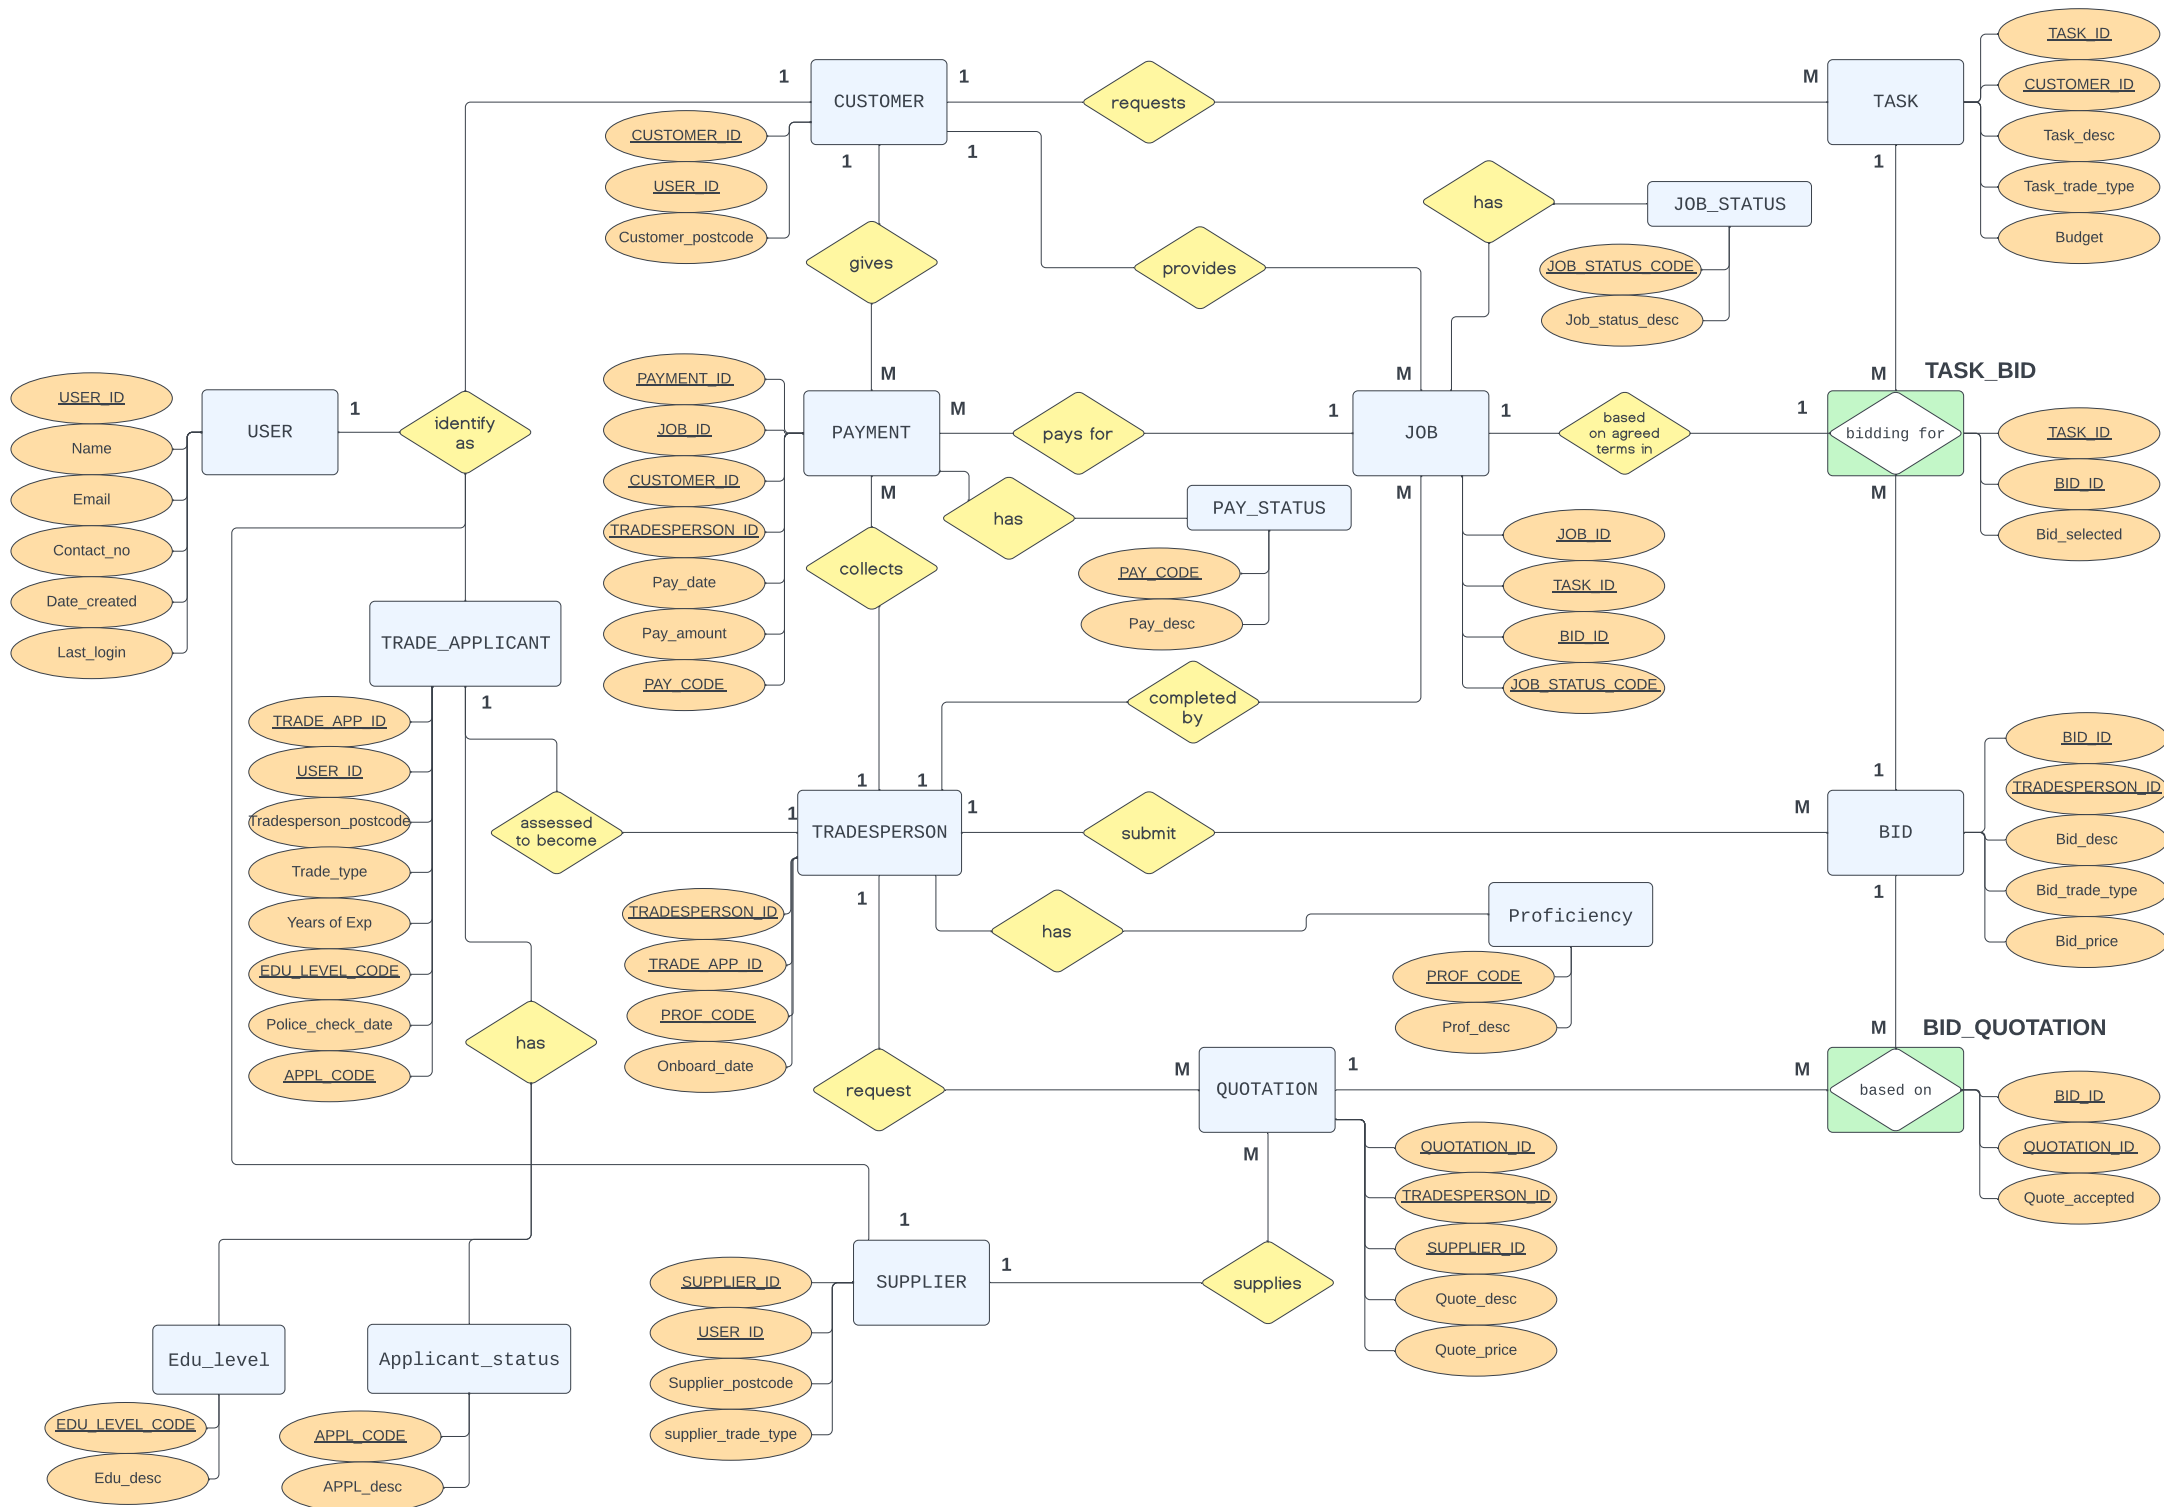 TASK_ID
1
CUSTOMER
1
requests
M
TASK
CUSTOMER_ID
CUSTOMER_ID
Task_desc
1
1
1
USER_ID
Task_trade_type
has
JOB_STATUS
Customer_postcode
Budget
gives
provides
JOB_STATUS_CODE
Job_status_desc
M
M
M
TASK_BID
PAYMENT_ID
USER_ID
1
M
1
1
1
Name
USER
identify
as
JOB_ID
PAYMENT
pays for
JOB
based
on agreed
terms in
bidding for
TASK_ID
Email
CUSTOMER_ID
M
M
M
BID_ID
Contact_no
TRADESPERSON_ID
has
PAY_STATUS
JOB_ID
Bid_selected
collects
PAY_CODE
Date_created
Pay_date
TASK_ID
Last_login
TRADE_APPLICANT
Pay_amount
Pay_desc
BID_ID
PAY_CODE
JOB_STATUS_CODE
1
completed
by
TRADE_APP_ID
BID_ID
USER_ID
1
1
1
TRADESPERSON_ID
Tradesperson_postcode
1
1
M
assessed
to become
TRADESPERSON
submit
BID
Bid_desc
Trade_type
Bid_trade_type
Years of Exp
1
1
TRADESPERSON_ID
has
Proficiency
Bid_price
EDU_LEVEL_CODE
TRADE_APP_ID
PROF_CODE
Police_check_date
PROF_CODE
Prof_desc
M
BID_QUOTATION
APPL_CODE
has
Onboard_date
request
M
QUOTATION
1
M
based on
BID_ID
QUOTATION_ID
QUOTATION_ID
M
TRADESPERSON_ID
Quote_accepted
1
SUPPLIER_ID
SUPPLIER_ID
SUPPLIER
1
supplies
Quote_desc
USER_ID
Quote_price
Edu_level
Applicant_status
Supplier_postcode
EDU_LEVEL_CODE
APPL_CODE
supplier_trade_type
Edu_desc
APPL_desc